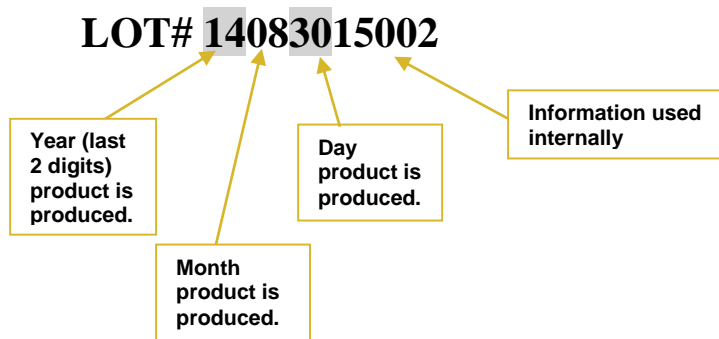 LOT# 14083015002
Year (last
2 digits)
product is
produced.
Month
product is
produced.
Day
product is
produced.
Information used
internally